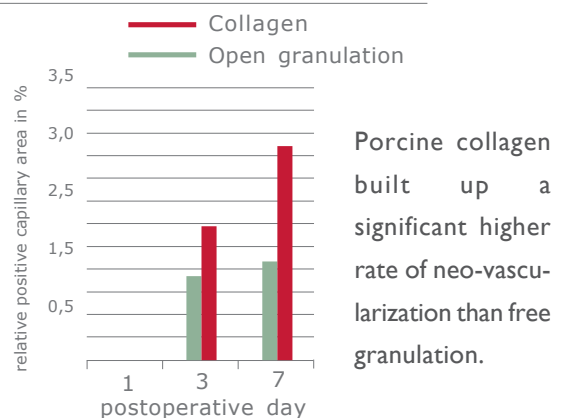 Collagen
Open granulation
relative positive capillary area in %
3,5
3,0
2,5
1,5
0,5
1 3 7
postoperative day
Porcine collagen
built up a
significant higher
rate of neo-vascu-
larization than free
granulation.